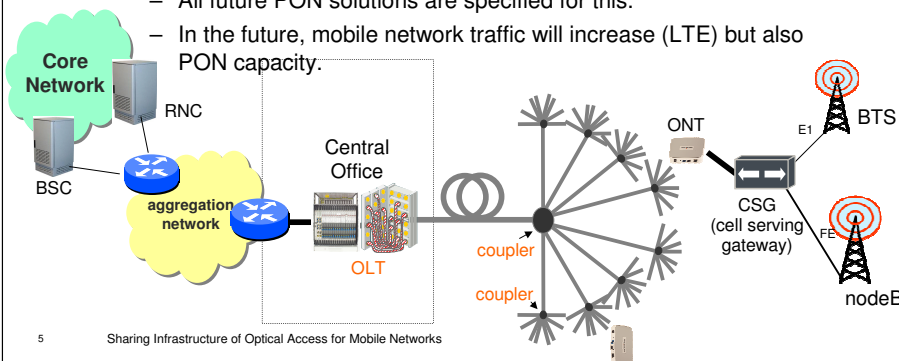 – All future PON solutions are specified for this.
– In the future, mobile network traffic will increase (LTE) but also
PON capacity.
Core
Network
RNC
BSC
aggregation
network
Central
Office
OLT
coupler
coupler
ONT
E1
BTS
CSG
(cell serving
gateway)
FE
nodeB
5 Sharing Infrastructure of Optical Access for Mobile Networks